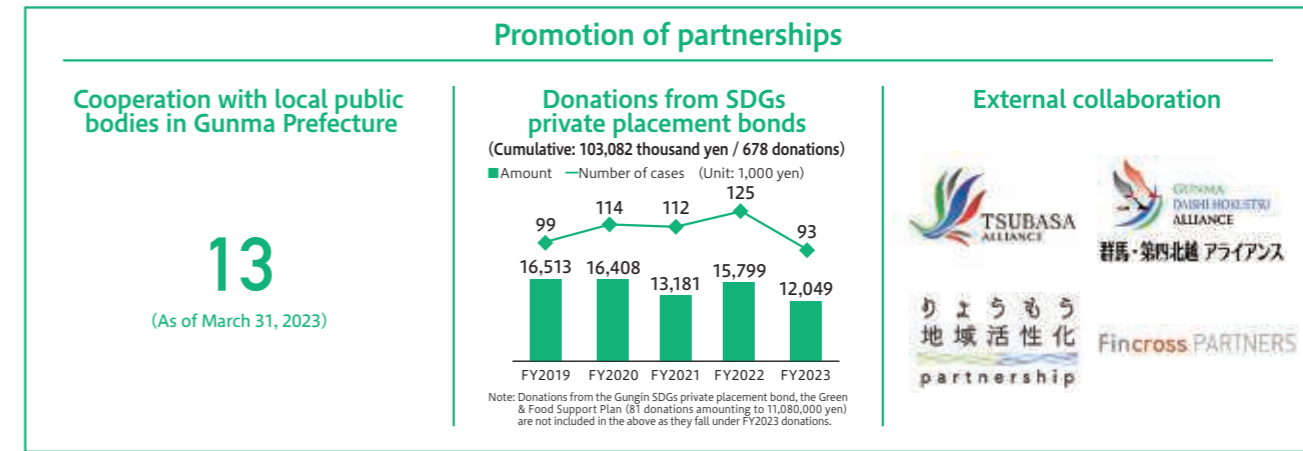 Promotion of partnerships
Cooperation with local public
bodies in Gunma Prefecture
13
(As of March 31, 2023)
Donations from SDGs
private placement bonds
(Cumulative: 103,082 thousand yen / 678 donations)
Amount Number of cases (Unit: 1,000 yen)
99 114 112 125 93
16,513 16,408 13,181 15,799 12,049
FY2019 FY2020 FY2021 FY2022 FY2023
Note: Donations from the Gungin SDGs private placement bond, the Green
& Food Support Plan (81 donations amounting to 11,080,000 yen)
are not included in the above as they fall under FY2023 donations.
External collaboration
TSUBASA
ALLIANCE
GUNMA
DAISHI HOKUETSU
ALLIANCE
群馬・第四北越 アライアンス
りょうもう
地域活性化
partnership
Fincross PARTNERS